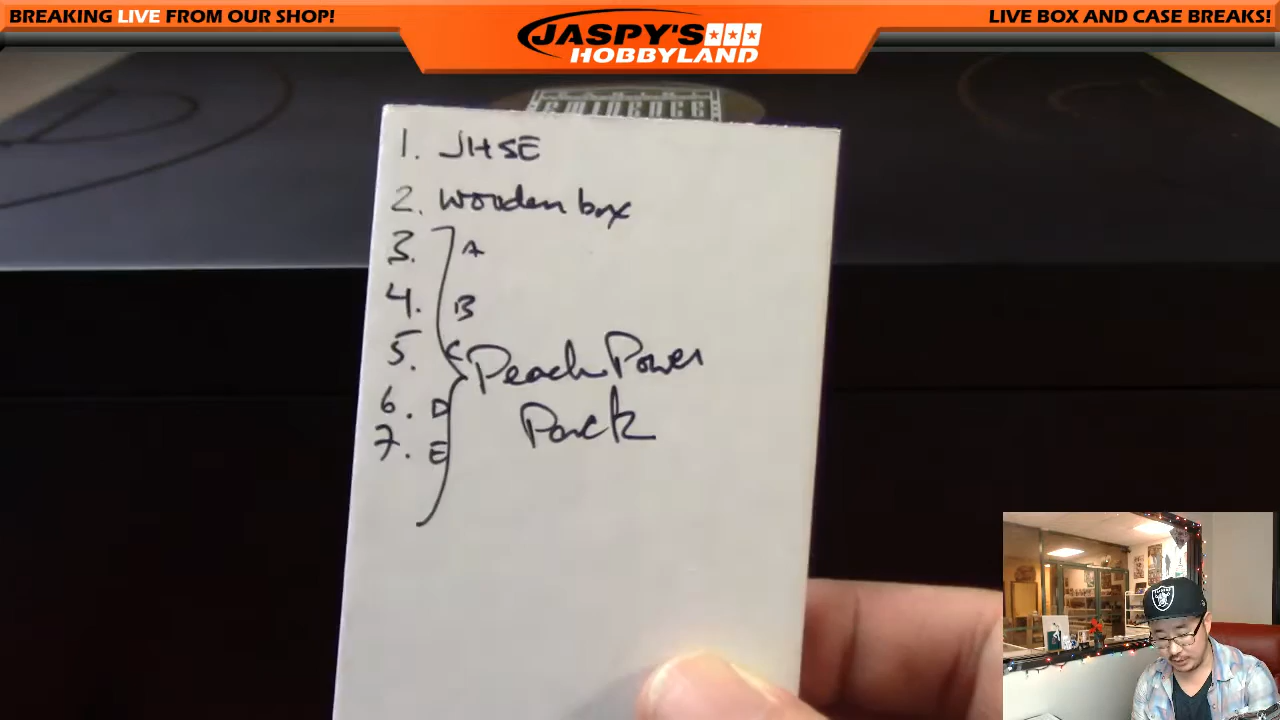 BREAKING LIVE FROM OUR SHOP!
JASPY'S
HOBBYLAND
LIVE BOX AND CASE BREAKS!
EMINENCE
1. JHSE
2. wooden box
3. A
4. B
5. C
6. D
7. E
Peach Power
Pack